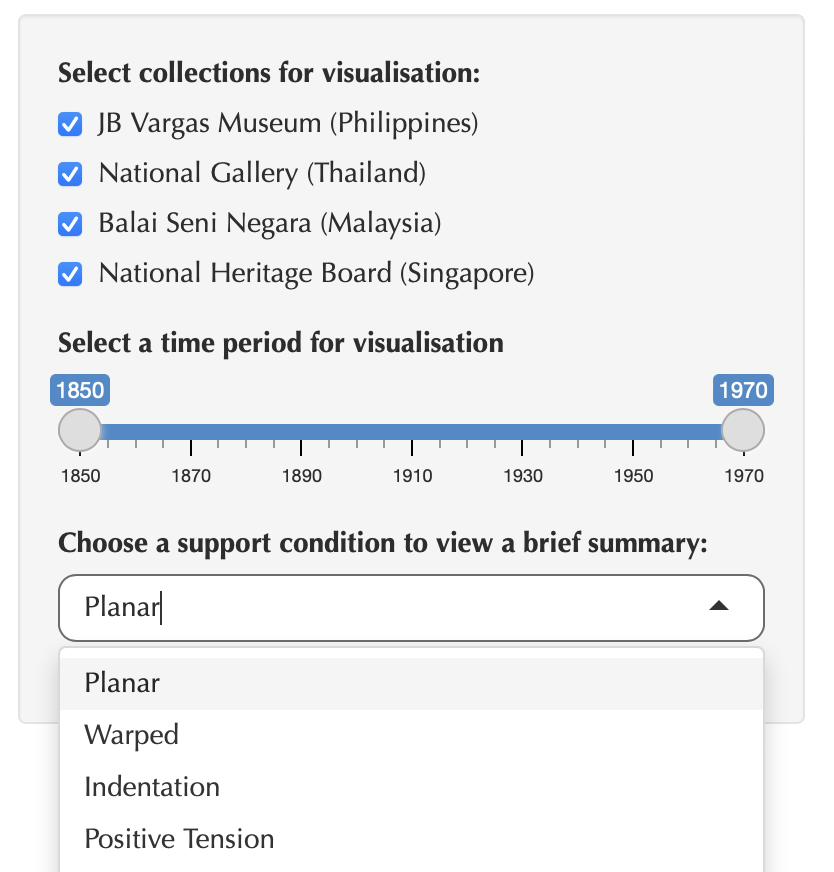 Select collections for visualisation:
JB Vargas Museum (Philippines)
National Gallery (Thailand)
Balai Seni Negara (Malaysia)
National Heritage Board (Singapore)
Select a time period for visualisation
1850 1970
1850 1870 1890 1910 1930 1950 1970
Choose a support condition to view a brief summary:
Planar
Planar
Warped
Indentation
Positive Tension